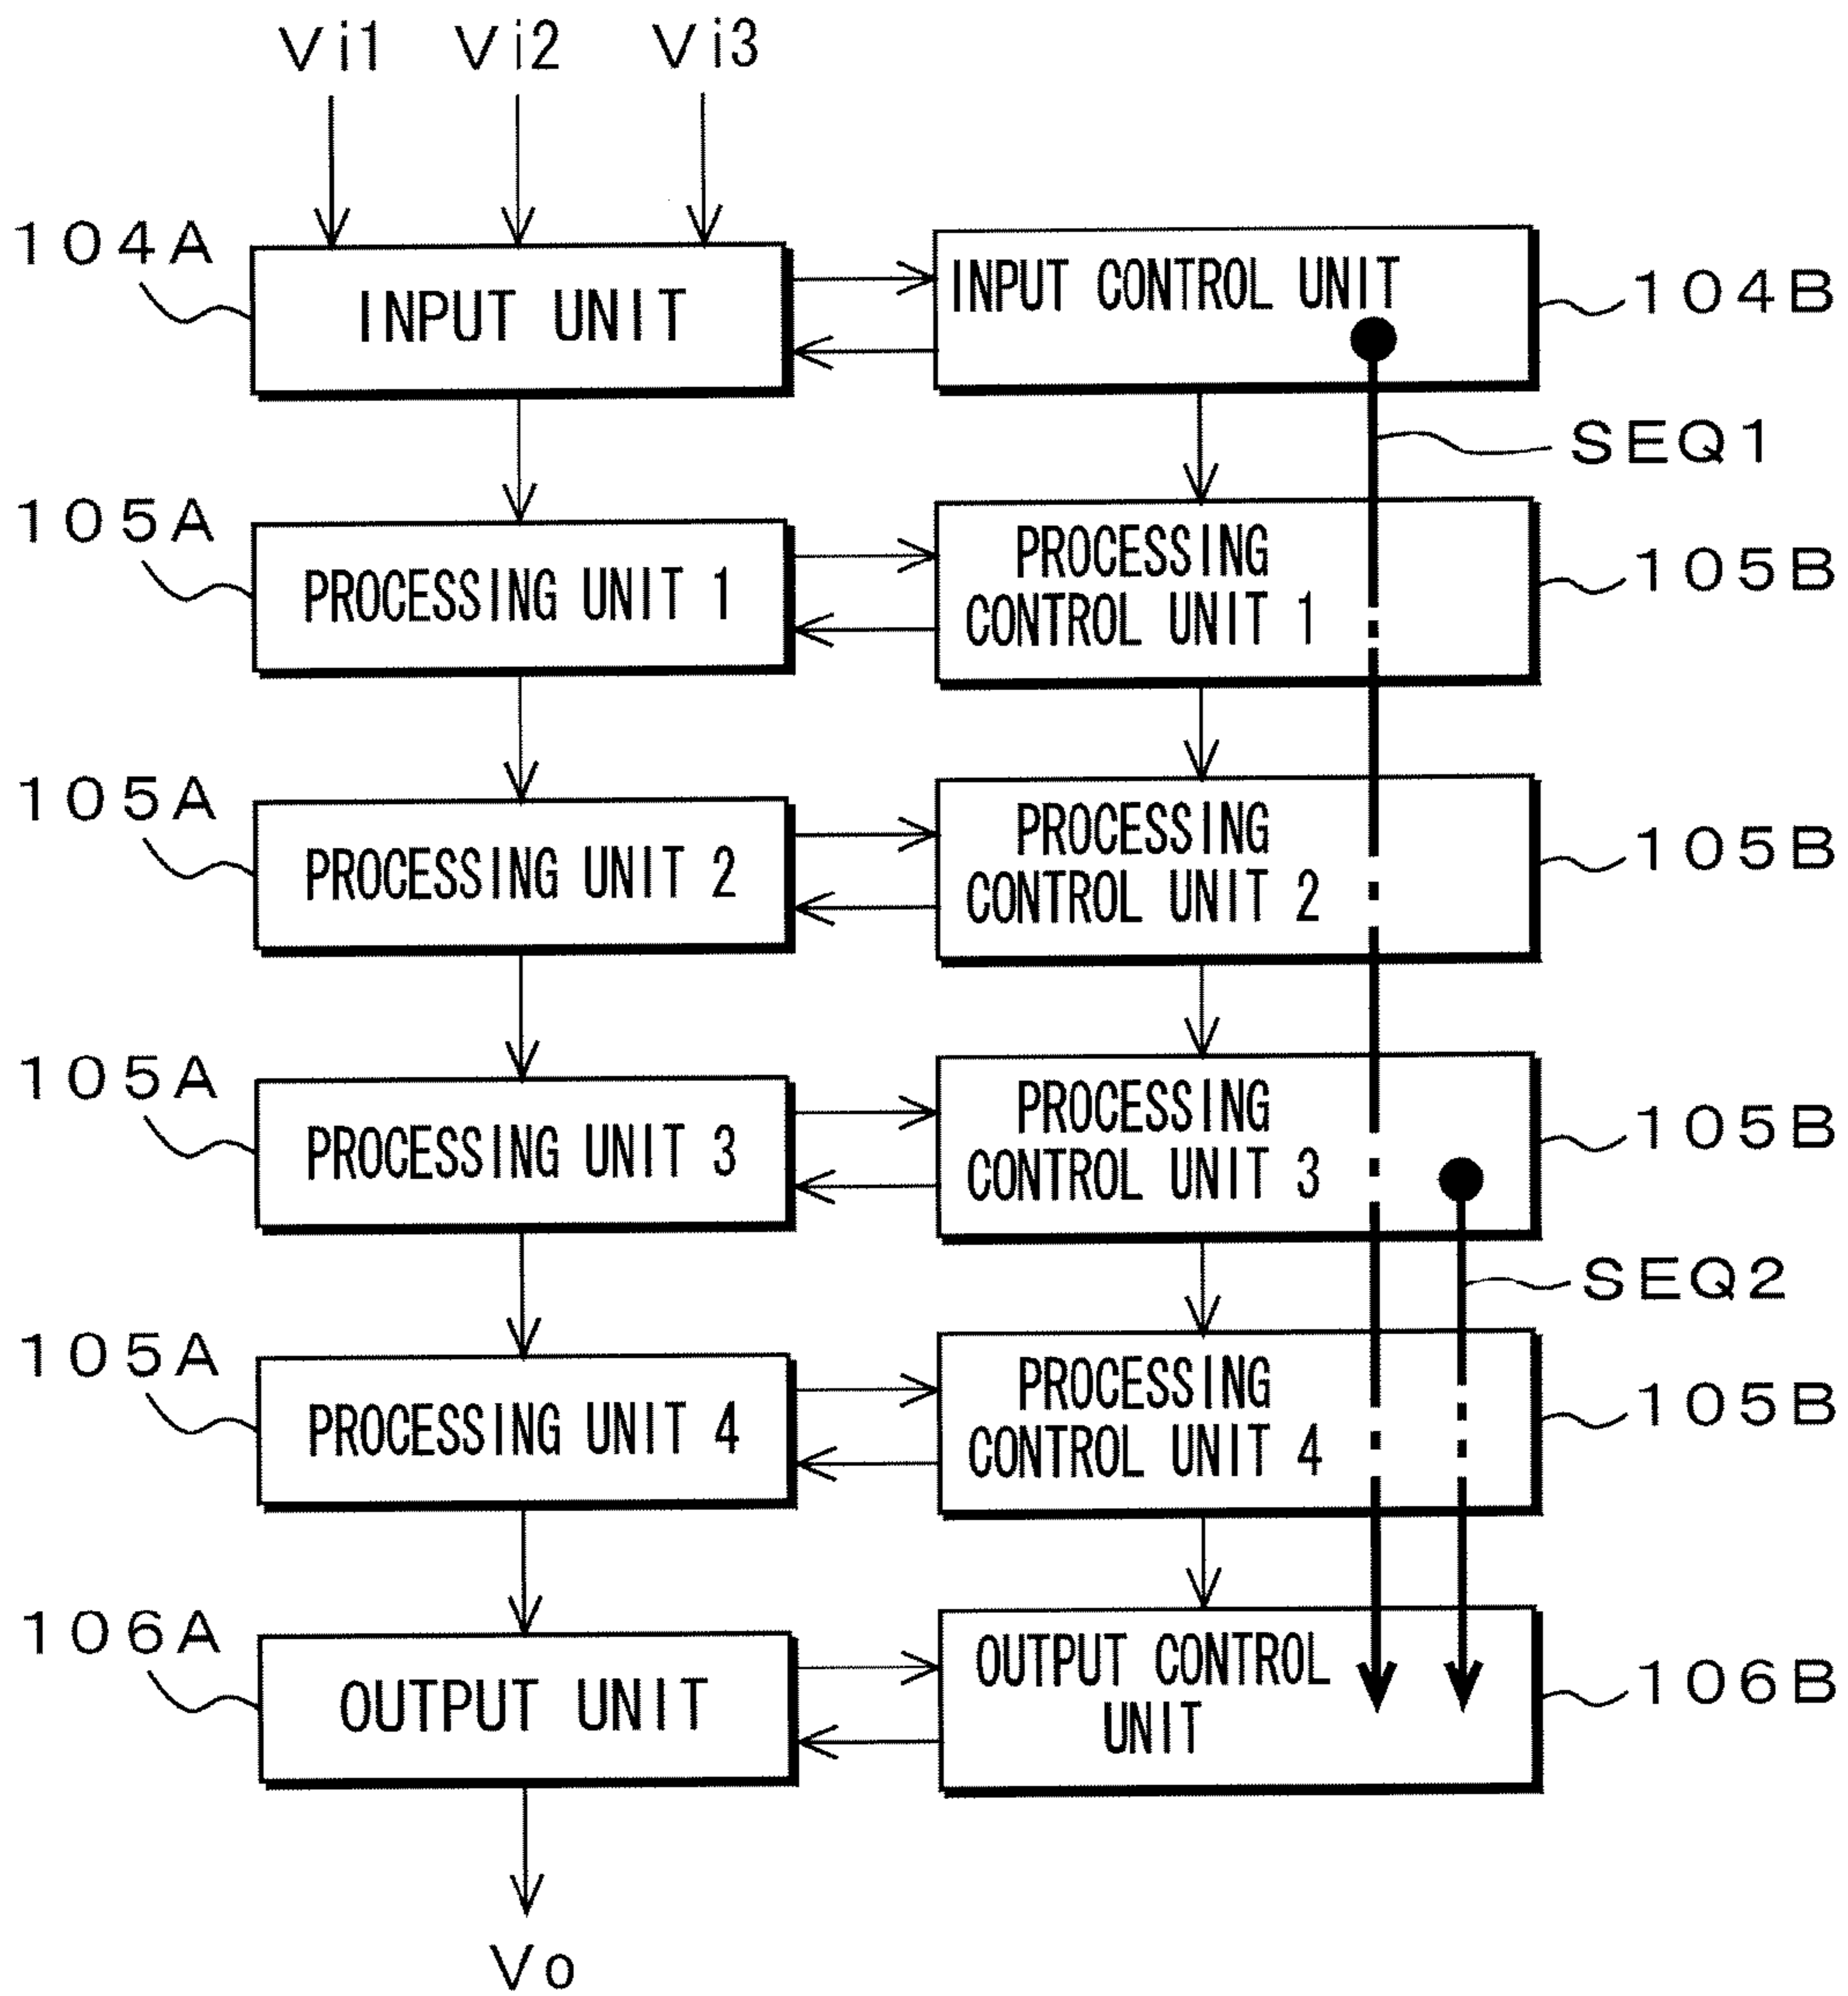 Vi1 Vi2 Vi3
104A
INPUT UNIT
INPUT CONTROL UNIT
104B
SEQ1
105A
PROCESSING UNIT 1
PROCESSING
CONTROL UNIT 1
105B
105A
PROCESSING UNIT 2
PROCESSING
CONTROL UNIT 2
105B
105A
PROCESSING UNIT 3
PROCESSING
CONTROL UNIT 3
105B
SEQ2
105A
PROCESSING UNIT 4
PROCESSING
CONTROL UNIT 4
105B
106A
OUTPUT UNIT
OUTPUT CONTROL
UNIT
106B
Vo